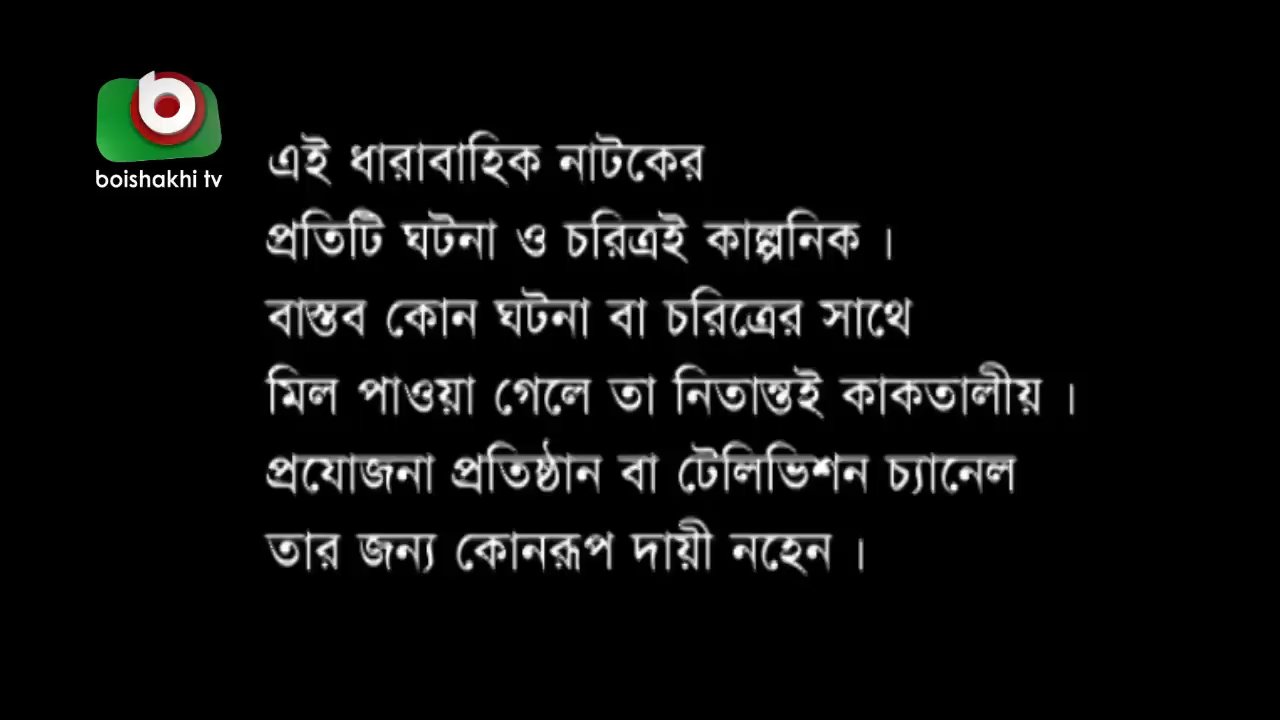 boishakhi tv
এই ধারাবাহিক নাটকের
প্রতিটি ঘটনা ও চরিত্রই কাল্পনিক ।
বাস্তব কোন ঘটনা বা চরিত্রের সাথে
মিল পাওয়া গেলে তা নিতান্তই কাকতালীয় ।
প্রযোজনা প্রতিষ্ঠান বা টেলিভিশন চ্যানেল
তার জন্য কোনরূপ দায়ী নহেন ।